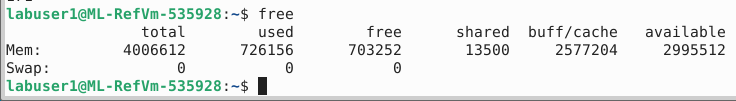 labuser1@ML-RefVm-535928:~$ free
              total        used        free      shared  buff/cache   available
Mem:        4006612      726156      703252       13500     2577204     2995512
Swap:             0           0           0
labuser1@ML-RefVm-535928:~$